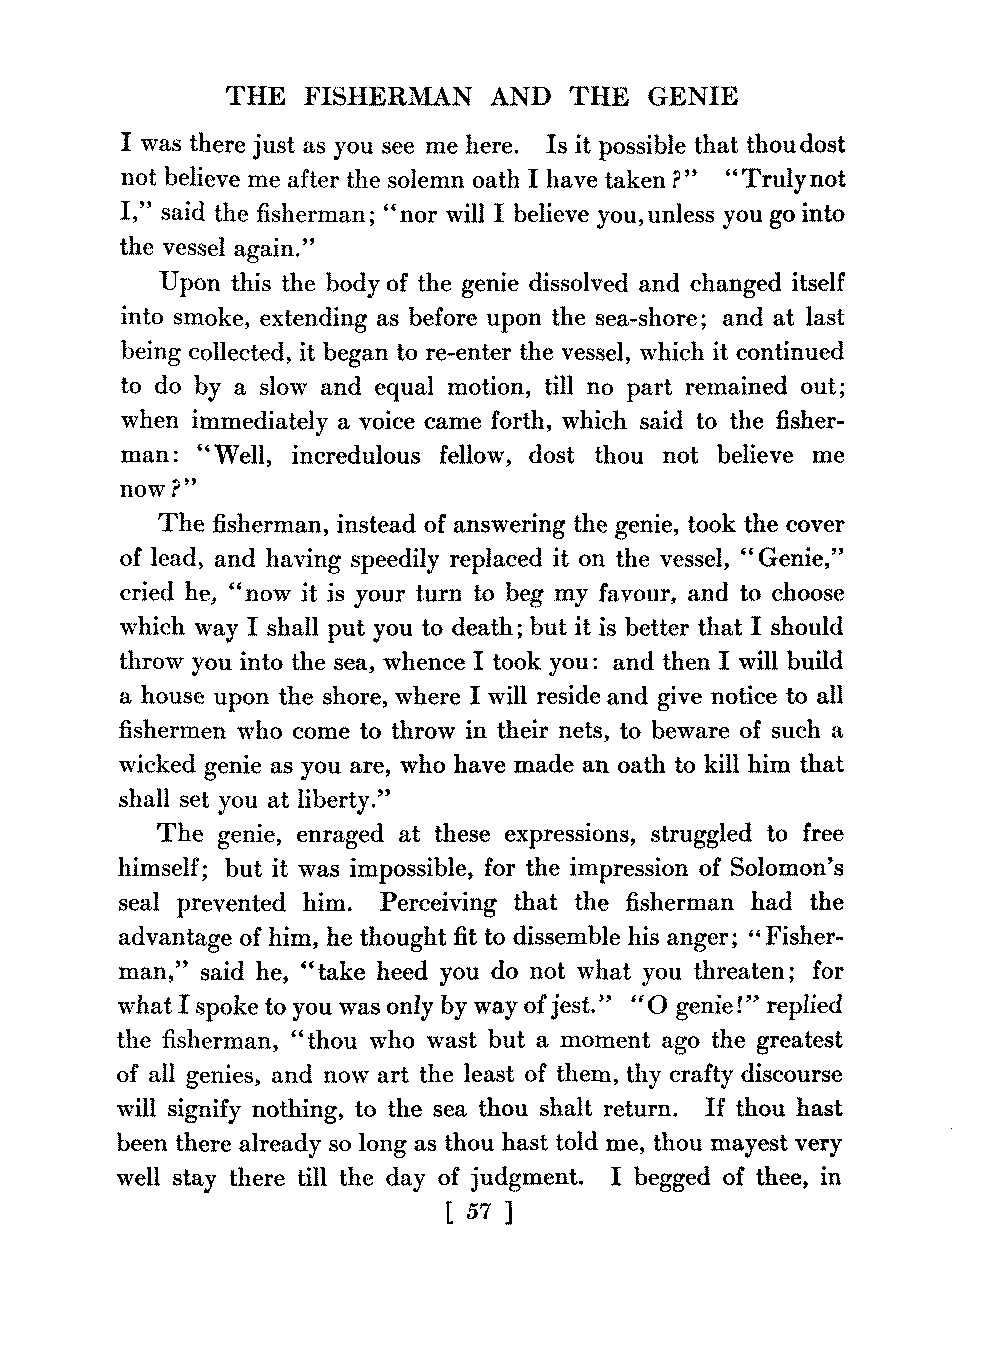 THE FISHERMAN AND THE GENIE
I was there just as you see me here. Is it possible that thou dost
not believe me after the solemn oath I have taken?" "Truly not
I," said the fisherman; "nor will I believe you, unless you go into
the vessel again."
Upon this the body of the genie dissolved and changed itself
into smoke, extending as before upon the sea-shore; and at last
being collected, it began to re-enter the vessel, which it continued
to do by a slow and equal motion, till no part remained out;
when immediately a voice came forth, which said to the fisher-
man: "Well, incredulous fellow, dost thou not believe me
now?"
The fisherman, instead of answering the genie, took the cover
of lead, and having speedily replaced it on the vessel, "Genie,"
cried he, "now it is your turn to beg my favour, and to choose
which way I shall put you to death; but it is better that I should
throw you into the sea, whence I took you: and then I will build
a house upon the shore, where I will reside and give notice to all
fishermen who come to throw in their nets, to beware of such a
wicked genie as you are, who have made an oath to kill him that
shall set you at liberty."
The genie, enraged at these expressions, struggled to free
himself; but it was impossible, for the impression of Solomon's
seal prevented him. Perceiving that the fisherman had the
advantage of him, he thought fit to dissemble his anger; "Fisher-
man," said he, "take heed you do not what you threaten; for
what I spoke to you was only by way of jest." "O genie!" replied
the fisherman, "thou who wast but a moment ago the greatest
of all genies, and now art the least of them, thy crafty discourse
will signify nothing, to the sea thou shalt return. If thou hast
been there already so long as thou hast told me, thou mayest very
well stay there till the day of judgment. I begged of thee, in
[ 57 ]